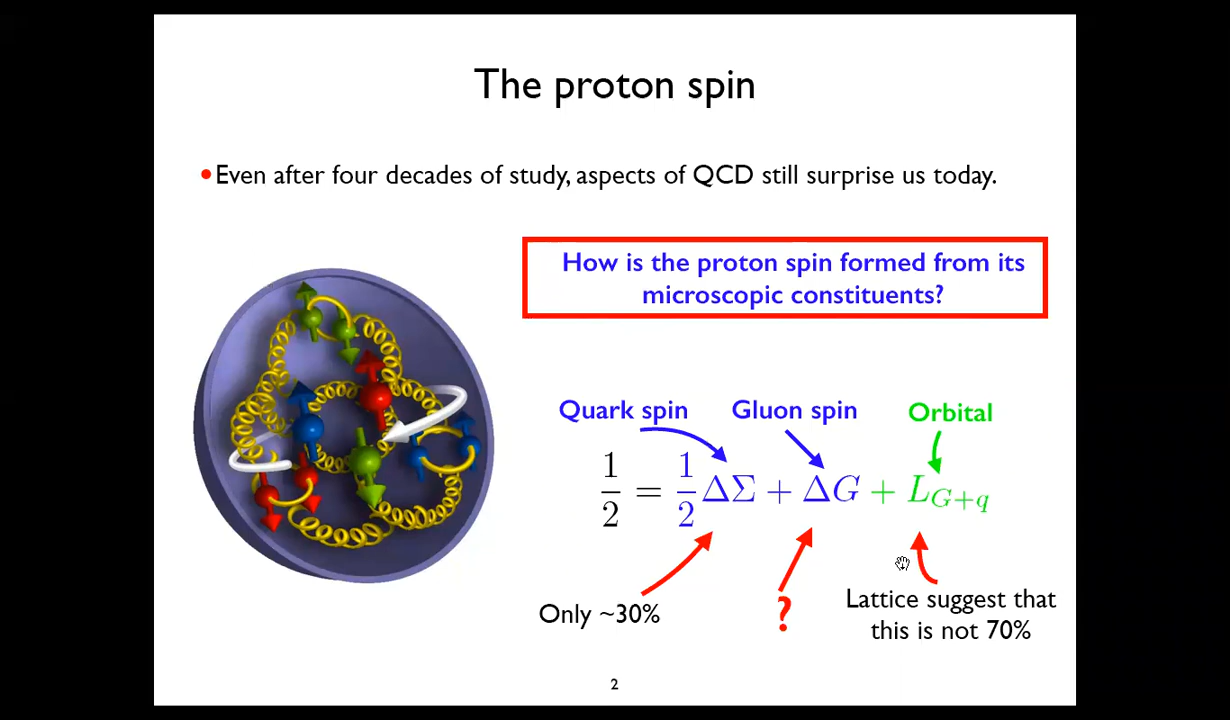 The proton spin
•Even after four decades of study, aspects of QCD still surprise us today.
How is the proton spin formed from its
microscopic constituents?
Quark spin Gluon spin Orbital
1/2 = 1/2 ΔΣ + ΔG + L_{G+q}
Only ~30%
?
Lattice suggest that
this is not 70%
2